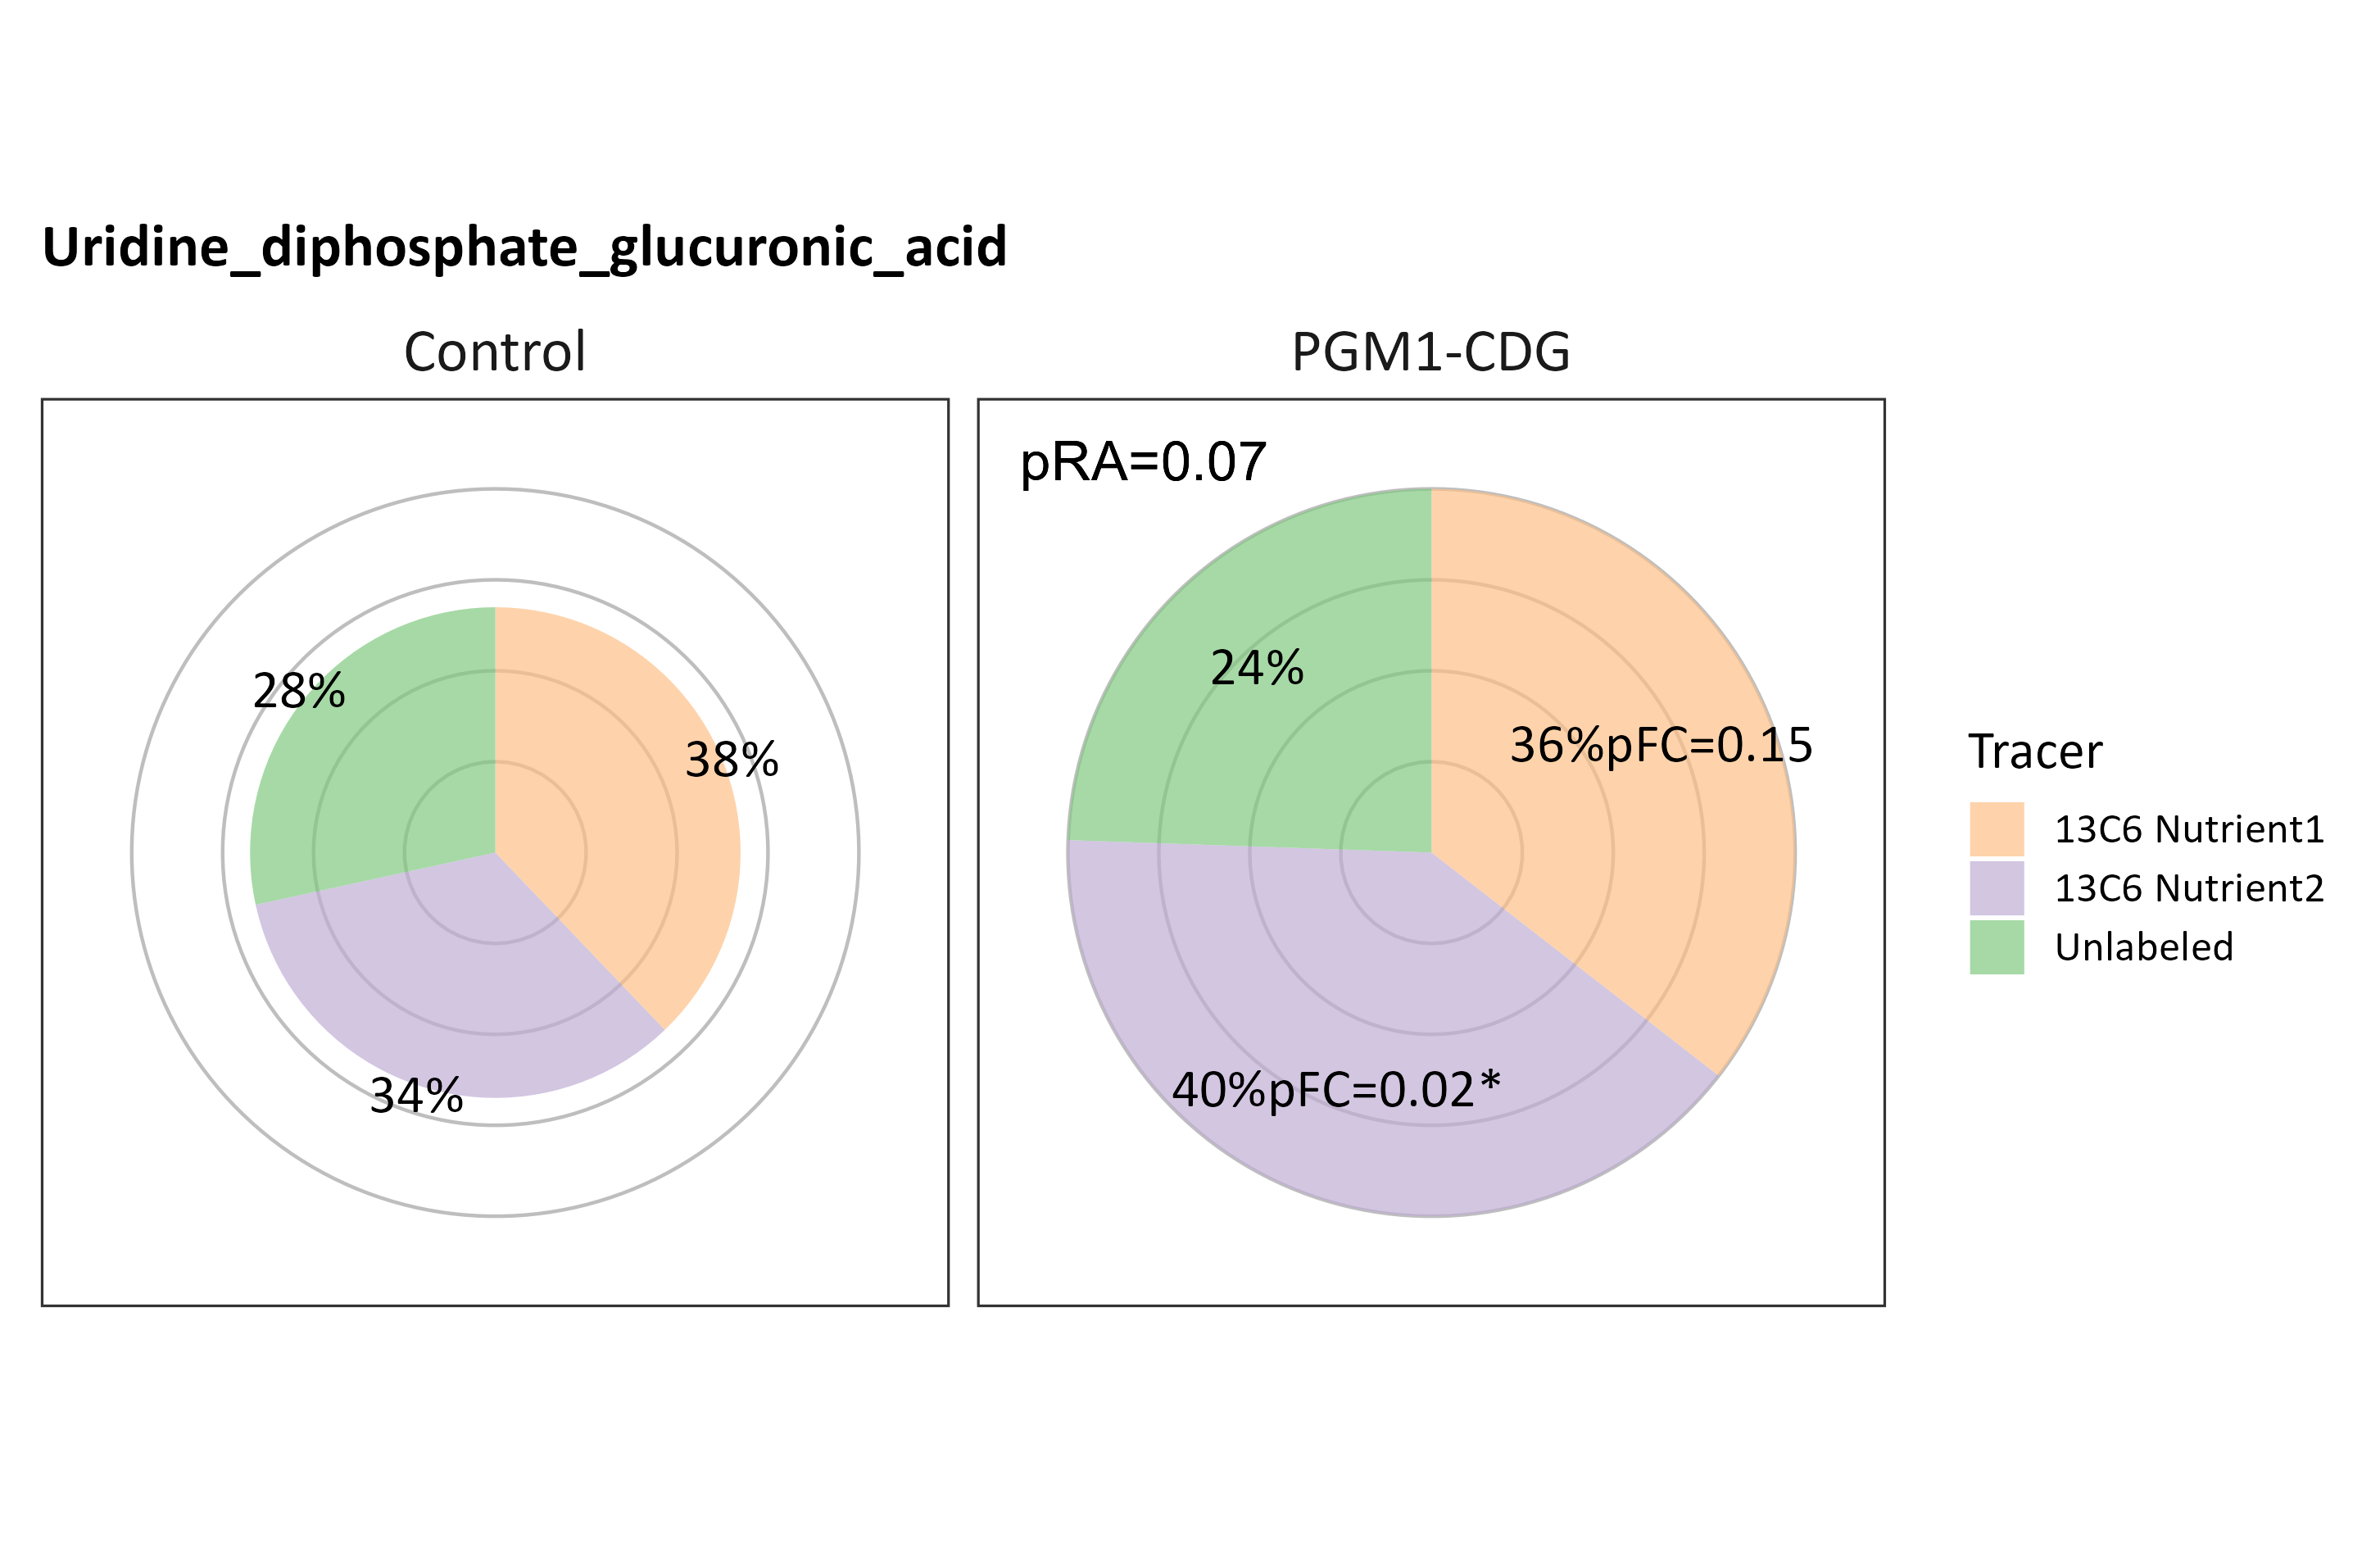 Uridine_diphosphate_glucuronic_acid
Control
28%
38%
34%
PGM1-CDG
pRA=0.07
24%
36%pFC=0.15
40%pFC=0.02*
Tracer
13C6 Nutrient1
13C6 Nutrient2
Unlabeled